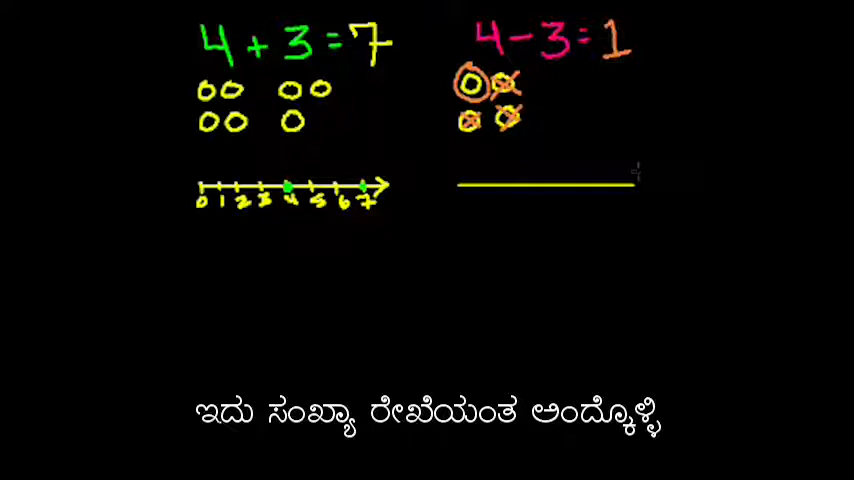 4 + 3 = 7
4 - 3 = 1
0 1 2 3 4 5 6 7
ಇದು ಸಂಖ್ಯಾ ರೇಖೆಯಂತ ಅಂದ್ಕೊಳ್ಳಿ